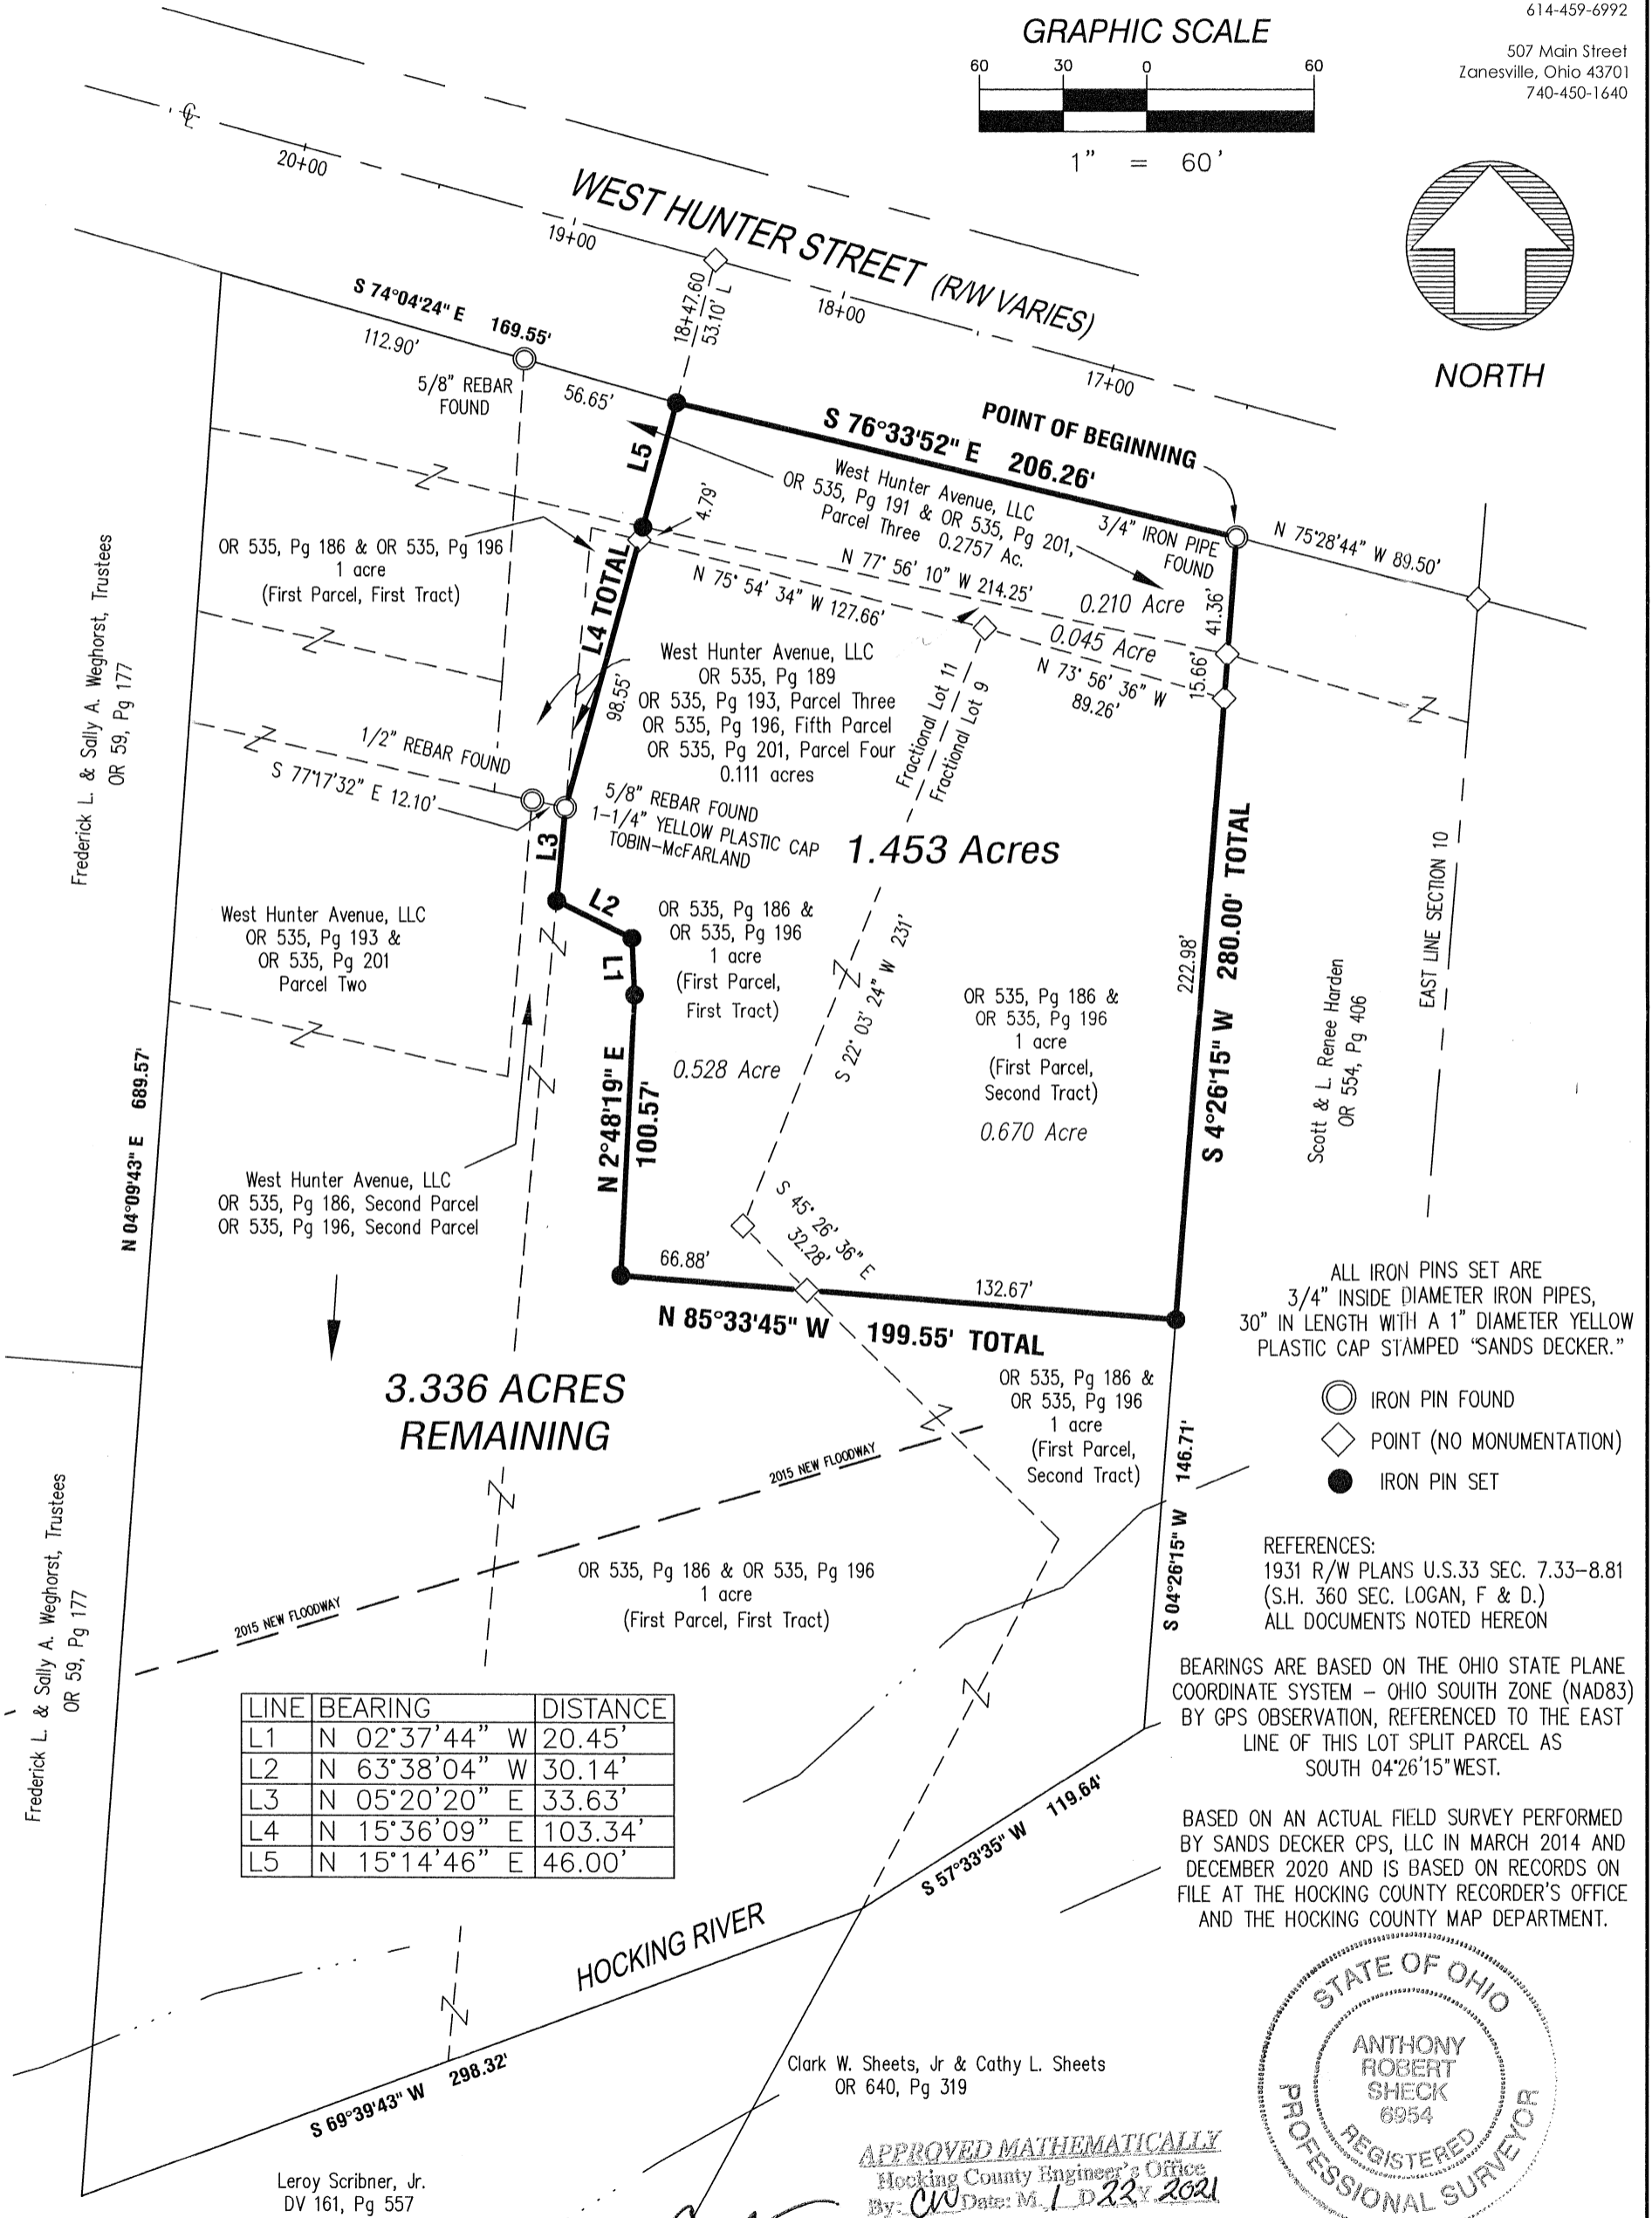 614-459-6992
507 Main Street
Zanesville, Ohio 43701
740-450-1640
GRAPHIC SCALE
60 30 0 60
1" = 60'
NORTH
℄
20+00
19+00
18+00
17+00
WEST HUNTER STREET (R/W VARIES)
18+47.60
53.10' L
S 74°04'24" E 169.55'
112.90'
56.65'
5/8" REBAR
FOUND
S 76°33'52" E 206.26'
POINT OF BEGINNING
3/4" IRON PIPE
FOUND
N 75°28'44" W 89.50'
West Hunter Avenue, LLC
OR 535, Pg 191 & OR 535, Pg 201,
Parcel Three 0.2757 Ac.
L5
4.79'
L4 TOTAL
98.55'
N 77° 56' 10" W 214.25'
N 75° 54' 34" W 127.66'
0.210 Acre
41.36'
0.045 Acre
15.66'
N 73° 56' 36" W
89.26'
OR 535, Pg 186 & OR 535, Pg 196
1 acre
(First Parcel, First Tract)
Frederick L. & Sally A. Weghorst, Trustees
OR 59, Pg 177
West Hunter Avenue, LLC
OR 535, Pg 189
OR 535, Pg 193, Parcel Three
OR 535, Pg 196, Fifth Parcel
OR 535, Pg 201, Parcel Four
0.111 acres
Fractional Lot 11
Fractional Lot 9
1/2" REBAR FOUND
S 77°17'32" E 12.10'
5/8" REBAR FOUND
1-1/4" YELLOW PLASTIC CAP
TOBIN-McFARLAND
1.453 Acres
L3
L2
L1
West Hunter Avenue, LLC
OR 535, Pg 193 &
OR 535, Pg 201
Parcel Two
OR 535, Pg 186 &
OR 535, Pg 196
1 acre
(First Parcel,
First Tract)
0.528 Acre
S 22° 03' 24" W 231'
OR 535, Pg 186 &
OR 535, Pg 196
1 acre
(First Parcel,
Second Tract)
0.670 Acre
222.98'
S 4°26'15" W 280.00' TOTAL
EAST LINE SECTION 10
Scott & L. Renee Harden
OR 554, Pg 406
N 04°09'43" E 689.57'
N 2°48'19" E
100.57'
West Hunter Avenue, LLC
OR 535, Pg 186, Second Parcel
OR 535, Pg 196, Second Parcel
S 45° 26' 36" E
32.28'
66.88'
132.67'
N 85°33'45" W 199.55' TOTAL
ALL IRON PINS SET ARE
3/4" INSIDE DIAMETER IRON PIPES,
30" IN LENGTH WITH A 1" DIAMETER YELLOW
PLASTIC CAP STAMPED "SANDS DECKER."
IRON PIN FOUND
POINT (NO MONUMENTATION)
IRON PIN SET
3.336 ACRES
REMAINING
OR 535, Pg 186 &
OR 535, Pg 196
1 acre
(First Parcel,
Second Tract)
S 04°26'15" W 146.71'
2015 NEW FLOODWAY
2015 NEW FLOODWAY
Frederick L. & Sally A. Weghorst, Trustees
OR 59, Pg 177
OR 535, Pg 186 & OR 535, Pg 196
1 acre
(First Parcel, First Tract)
REFERENCES:
1931 R/W PLANS U.S.33 SEC. 7.33-8.81
(S.H. 360 SEC. LOGAN, F & D.)
ALL DOCUMENTS NOTED HEREON
BEARINGS ARE BASED ON THE OHIO STATE PLANE
COORDINATE SYSTEM – OHIO SOUITH ZONE (NAD83)
BY GPS OBSERVATION, REFERENCED TO THE EAST
LINE OF THIS LOT SPLIT PARCEL AS
SOUTH 04°26'15"WEST.
LINE BEARING DISTANCE
L1 N 02°37'44" W 20.45'
L2 N 63°38'04" W 30.14'
L3 N 05°20'20" E 33.63'
L4 N 15°36'09" E 103.34'
L5 N 15°14'46" E 46.00'
BASED ON AN ACTUAL FIELD SURVEY PERFORMED
BY SANDS DECKER CPS, LLC IN MARCH 2014 AND
DECEMBER 2020 AND IS BASED ON RECORDS ON
FILE AT THE HOCKING COUNTY RECORDER'S OFFICE
AND THE HOCKING COUNTY MAP DEPARTMENT.
S 57°33'35" W 119.64'
HOCKING RIVER
S 69°39'43" W 298.32'
STATE OF OHIO
ANTHONY
ROBERT
SHECK
6954
REGISTERED
PROFESSIONAL SURVEYOR
Clark W. Sheets, Jr & Cathy L. Sheets
OR 640, Pg 319
Leroy Scribner, Jr.
DV 161, Pg 557
APPROVED MATHEMATICALLY
Hocking County Engineer's Office
By: CW Date: M 1 D 22 Y 2021